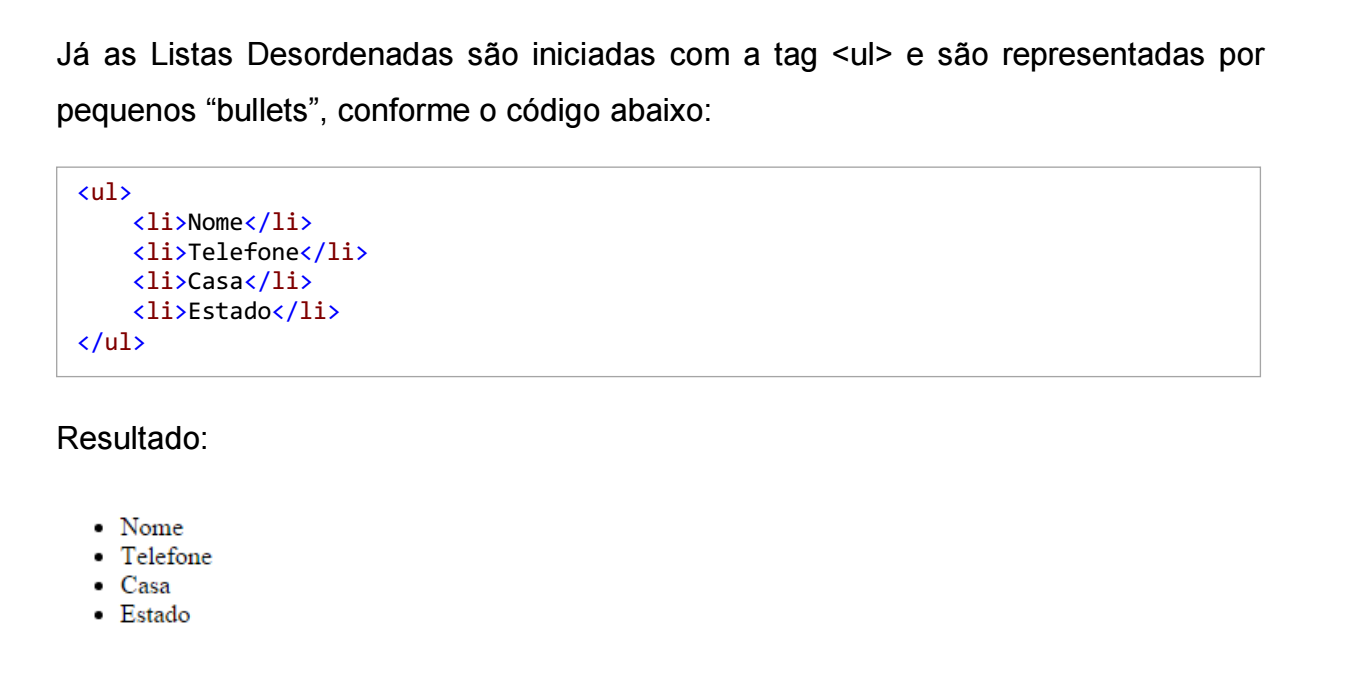 Já as Listas Desordenadas são iniciadas com a tag <ul> e são representadas por
pequenos “bullets”, conforme o código abaixo:
<ul>
    <li>Nome</li>
    <li>Telefone</li>
    <li>Casa</li>
    <li>Estado</li>
</ul>
Resultado:
• Nome
• Telefone
• Casa
• Estado